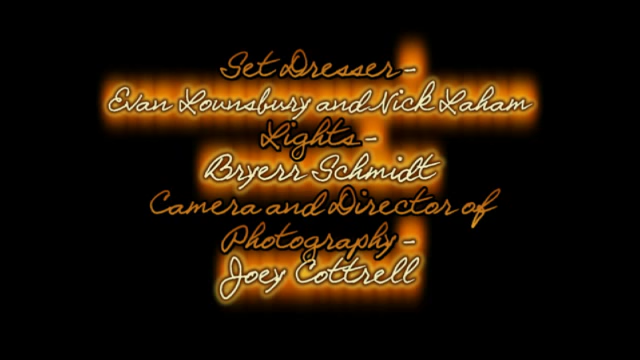 Set Dresser -
Evan Lounsbury and Nick Laham
Lights -
Bryerr Schmidt
Camera and Director of
Photography -
Joey Cottrell